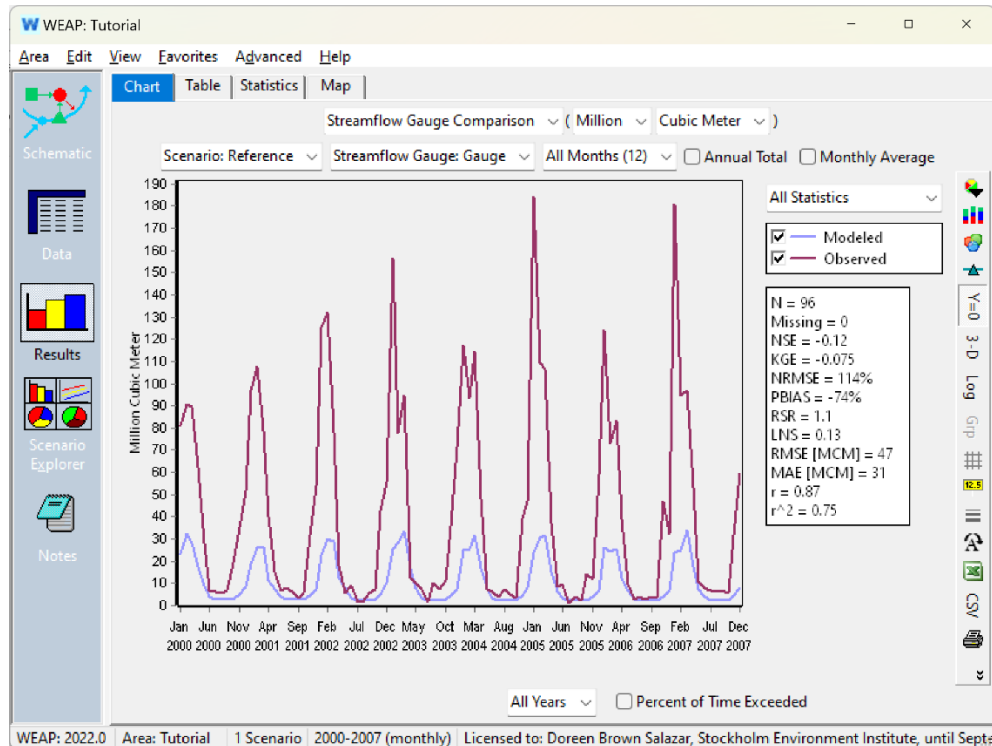 WEAP: Tutorial
Area Edit View Favorites Advanced Help
Chart Table Statistics Map
Streamflow Gauge Comparison ( Million Cubic Meter )
Scenario: Reference Streamflow Gauge: Gauge All Months (12) Annual Total Monthly Average
Schematic
Data
Results
Scenario
Explorer
Notes
Million Cubic Meter
190
180
170
160
150
140
130
120
110
100
90
80
70
60
50
40
30
20
10
0
Jan Jun Nov Apr Sep Feb Jul Dec May Oct Mar Aug Jan Jun Nov Apr Sep Feb Jul Dec
2000 2000 2000 2001 2001 2002 2002 2002 2003 2003 2004 2004 2005 2005 2005 2006 2006 2007 2007 2007
All Statistics
Modeled
Observed
N = 96
Missing = 0
NSE = -0.12
KGE = -0.075
NRMSE = 114%
PBIAS = -74%
RSR = 1.1
LNS = 0.13
RMSE [MCM] = 47
MAE [MCM] = 31
r = 0.87
r^2 = 0.75
Y=0
3-D
Log
Grp
12.5
A
CSV
All Years Percent of Time Exceeded
WEAP: 2022.0 Area: Tutorial 1 Scenario 2000-2007 (monthly) Licensed to: Doreen Brown Salazar, Stockholm Environment Institute, until Septe